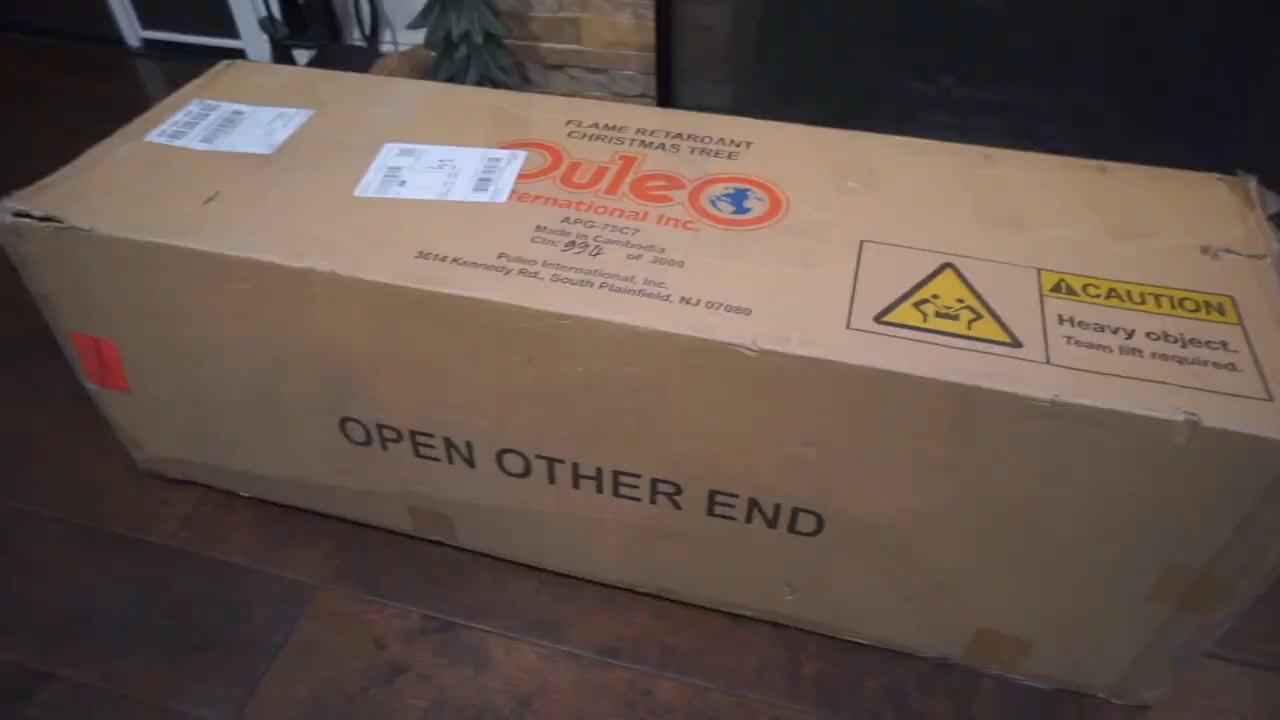 FLAME RETARDANT
CHRISTMAS TREE
Puleo
International Inc.
APG-75C7
Made in Cambodia
Ctn: 994 of 3000
Puleo International, Inc.
3614 Kennedy Rd., South Plainfield, NJ 07080
CAUTION
Heavy object.
Team lift required.
OPEN OTHER END